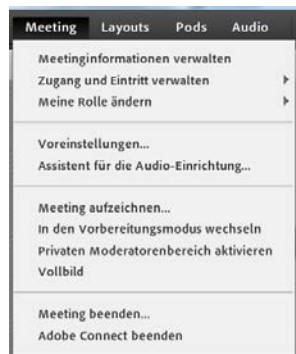 Meeting Layouts Pods Audio
Meetinginformationen verwalten
Zugang und Eintritt verwalten
Meine Rolle ändern
Voreinstellungen...
Assistent für die Audio-Einrichtung...
Meeting aufzeichnen...
In den Vorbereitungsmodus wechseln
Privaten Moderatorenbereich aktivieren
Vollbild
Meeting beenden...
Adobe Connect beenden